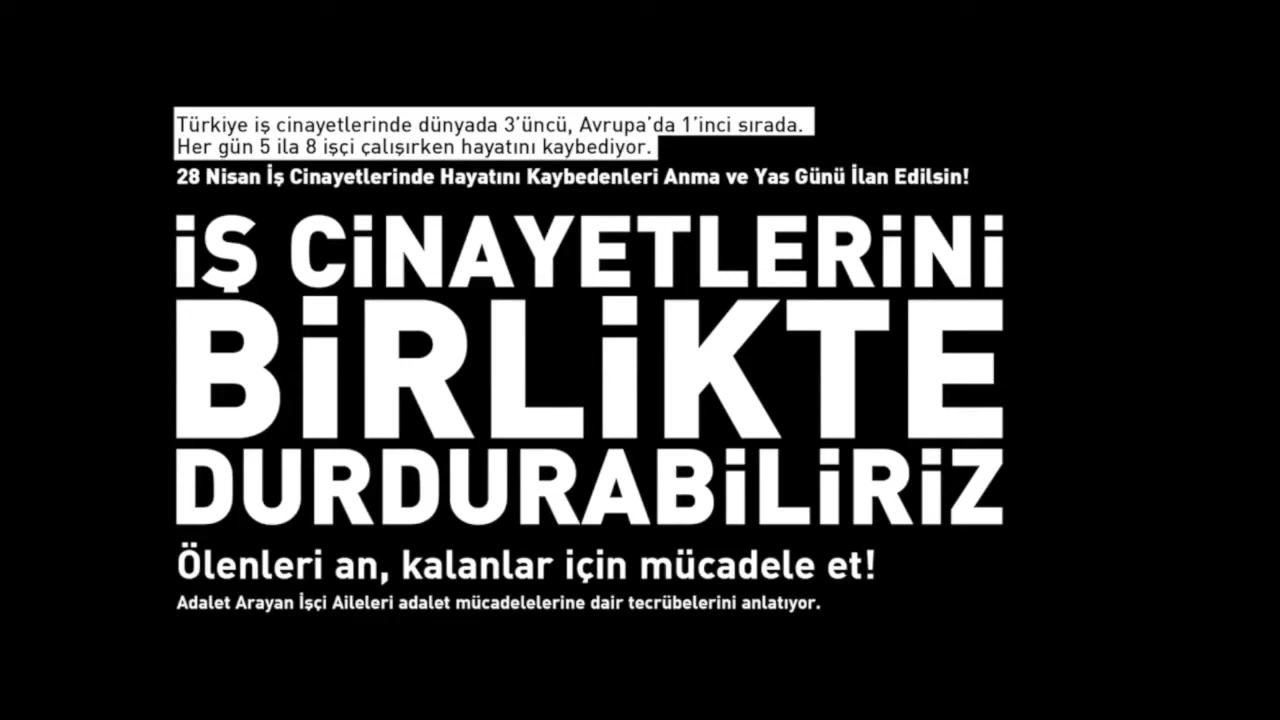 Türkiye iş cinayetlerinde dünyada 3'üncü, Avrupa'da 1'inci sırada.
Her gün 5 ila 8 işçi çalışırken hayatını kaybediyor.
28 Nisan İş Cinayetlerinde Hayatını Kaybedenleri Anma ve Yas Günü İlan Edilsin!
İŞ CİNAYETLERİNİ
BİRLİKTE
DURDURABİLİRİZ
Ölenleri an, kalanlar için mücadele et!
Adalet Arayan İşçi Aileleri adalet mücadelelerine dair tecrübelerini anlatıyor.